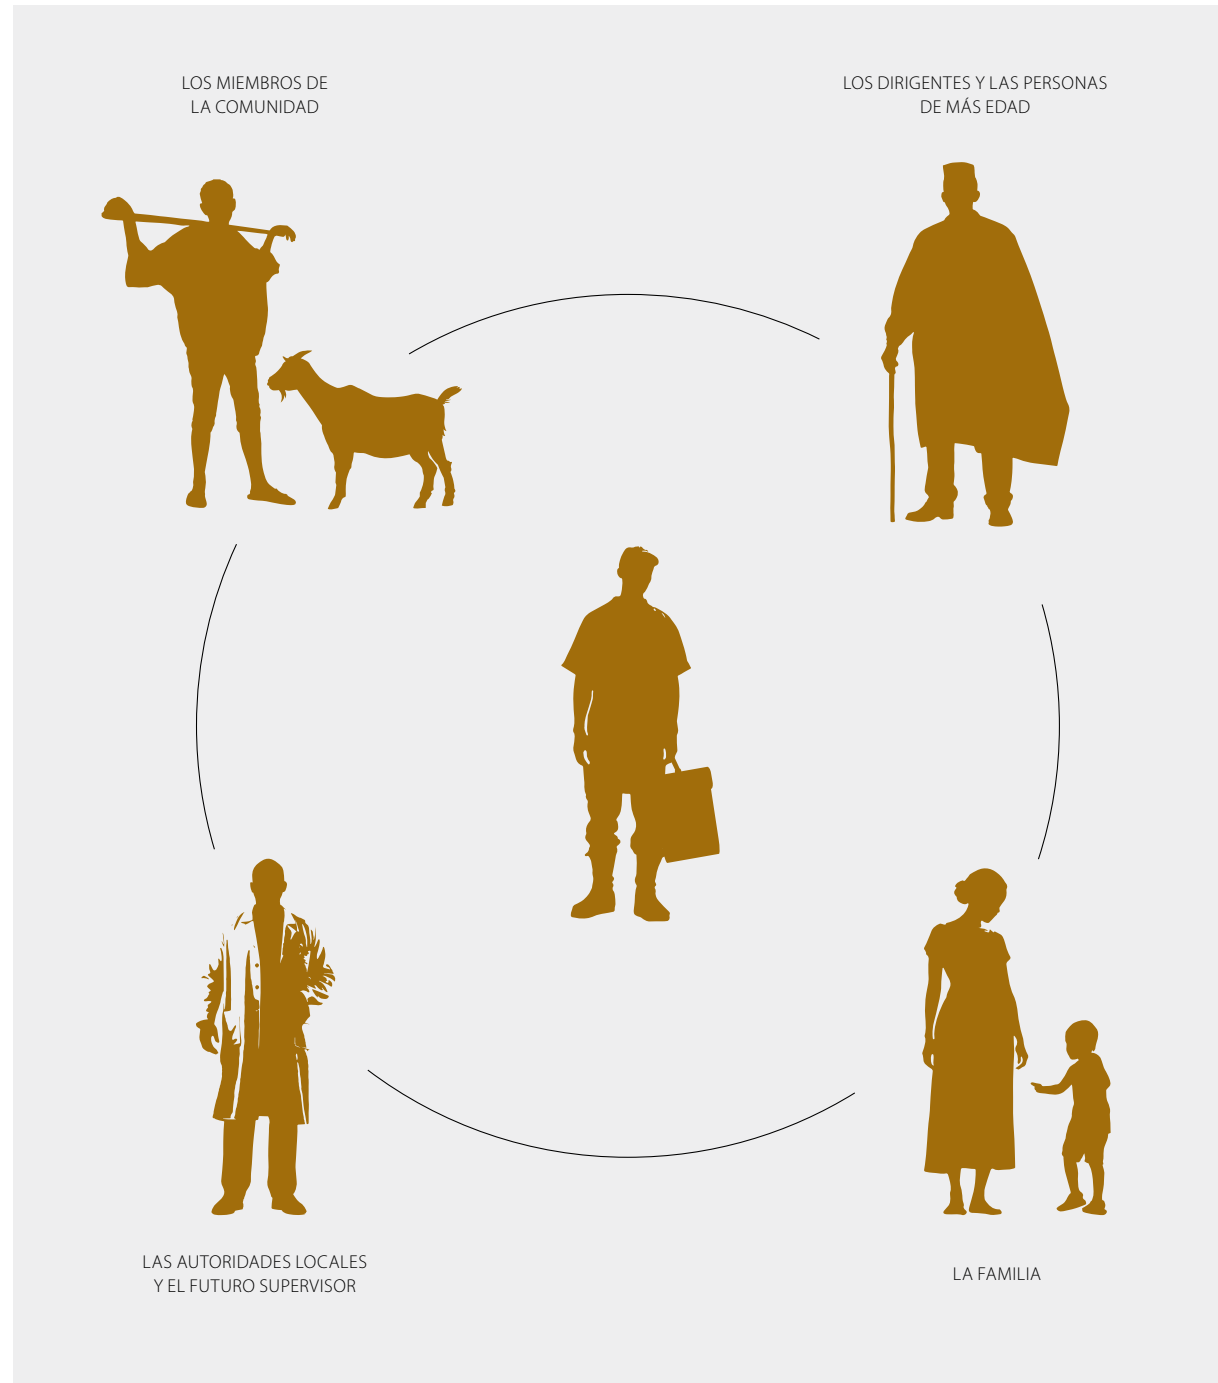 LOS MIEMBROS DE
LA COMUNIDAD
LOS DIRIGENTES Y LAS PERSONAS
DE MÁS EDAD
LAS AUTORIDADES LOCALES
Y EL FUTURO SUPERVISOR
LA FAMILIA